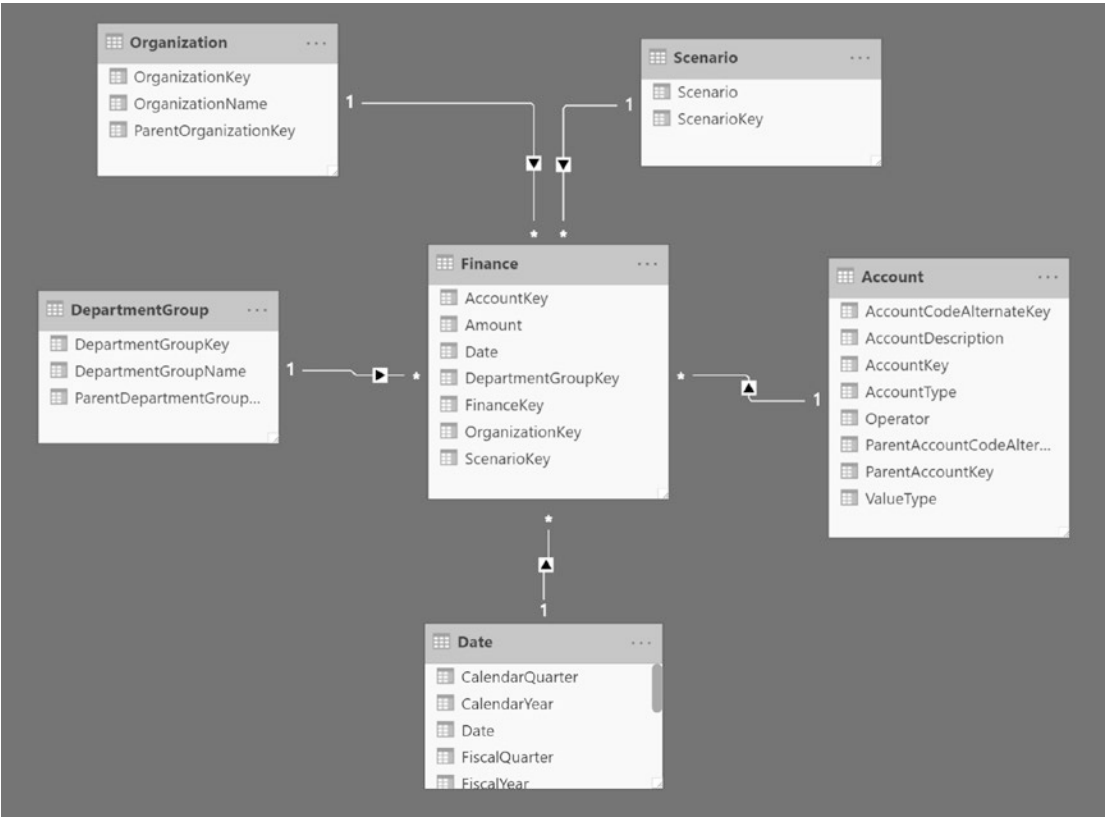 Organization
OrganizationKey
OrganizationName
ParentOrganizationKey
1
*
Scenario
Scenario
ScenarioKey
1
*
DepartmentGroup
DepartmentGroupKey
DepartmentGroupName
ParentDepartmentGroup...
1
*
Finance
AccountKey
Amount
Date
DepartmentGroupKey
FinanceKey
OrganizationKey
ScenarioKey
*
1
Account
AccountCodeAlternateKey
AccountDescription
AccountKey
AccountType
Operator
ParentAccountCodeAlter...
ParentAccountKey
ValueType
*
1
Date
CalendarQuarter
CalendarYear
Date
FiscalQuarter
FiscalYear